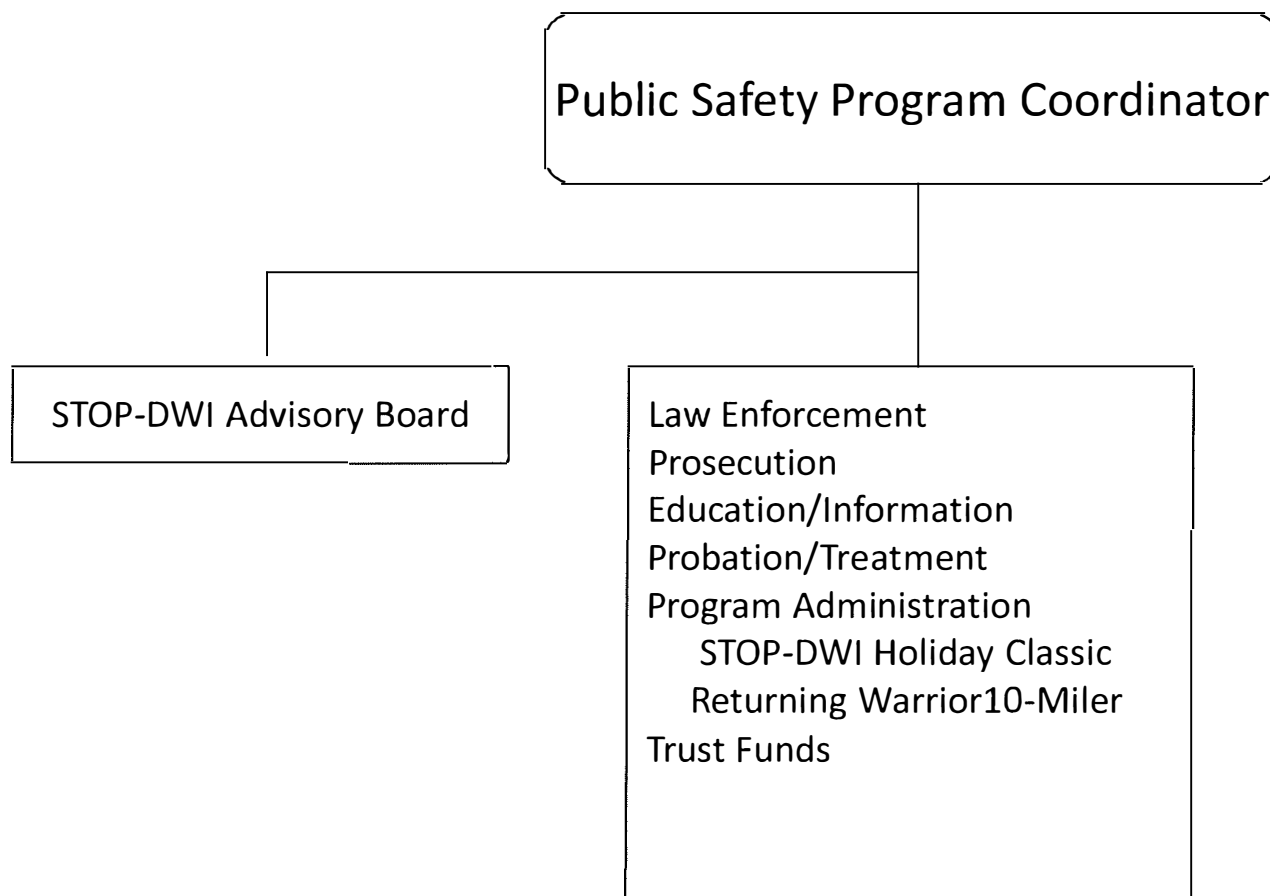 Public Safety Program Coordinator
STOP-DWI Advisory Board
Law Enforcement
Prosecution
Education/Information
Probation/Treatment
Program Administration
STOP-DWI Holiday Classic
Returning Warrior10-Miler
Trust Funds